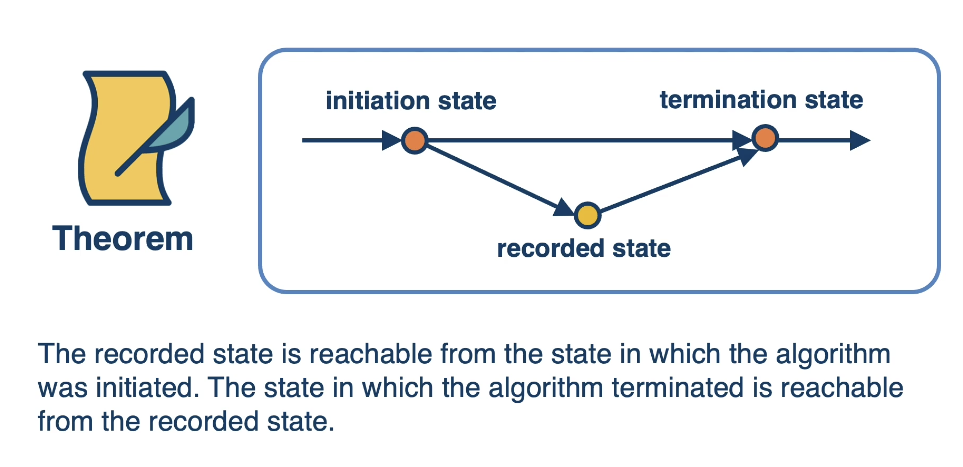 initiation state
termination state
recorded state
Theorem
The recorded state is reachable from the state in which the algorithm
was initiated. The state in which the algorithm terminated is reachable
from the recorded state.